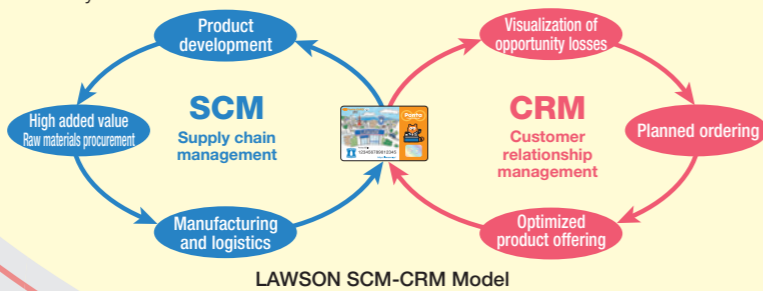 Product
development
High added value
Raw materials procurement
SCM
Supply chain
management
Manufacturing
and logistics
Ponta
Visualization of
opportunity losses
CRM
Customer
relationship
management
Planned ordering
Optimized
product offering
LAWSON SCM-CRM Model